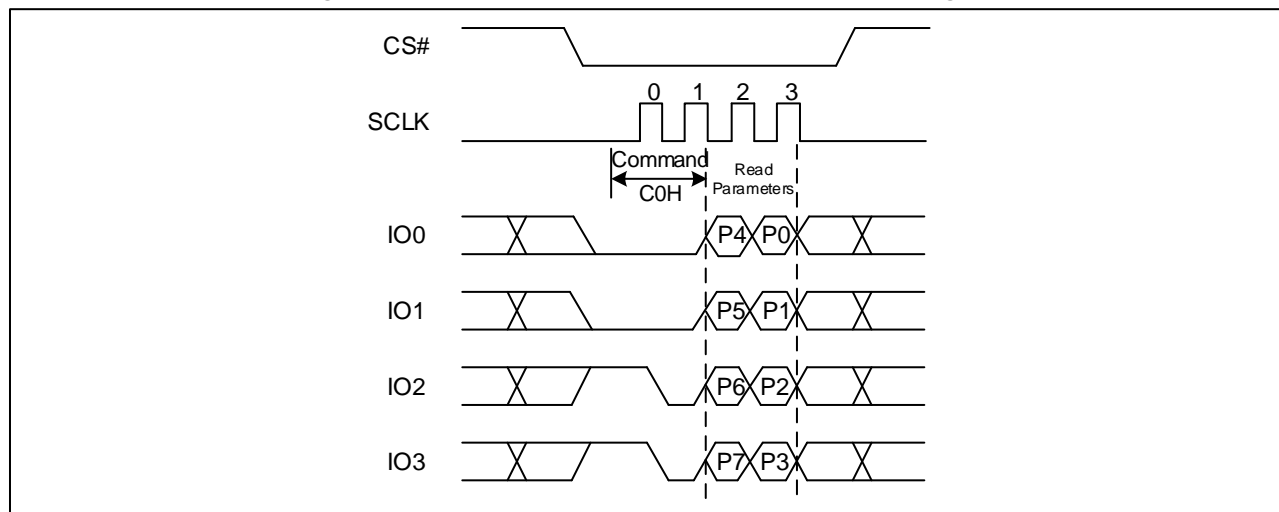 CS#
0 1 2 3
SCLK
Command
Read
Parameters
C0H
IO0 P4 P0
IO1 P5 P1
IO2 P6 P2
IO3 P7 P3